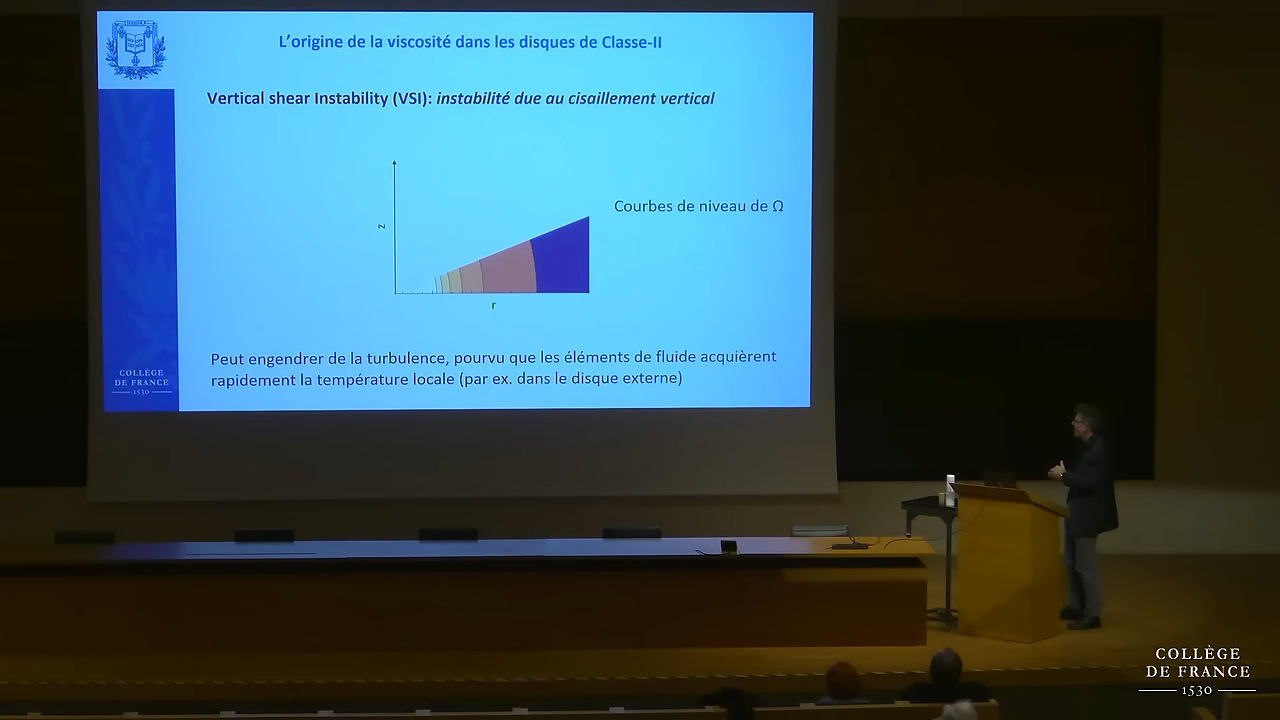 L'origine de la viscosité dans les disques de Classe-II
Vertical shear Instability (VSI): instabilité due au cisaillement vertical
Courbes de niveau de Ω
z
r
Peut engendrer de la turbulence, pourvu que les éléments de fluide acquièrent
rapidement la température locale (par ex. dans le disque externe)
COLLÈGE
DE FRANCE
1530
COLLÈGE
DE FRANCE
1530